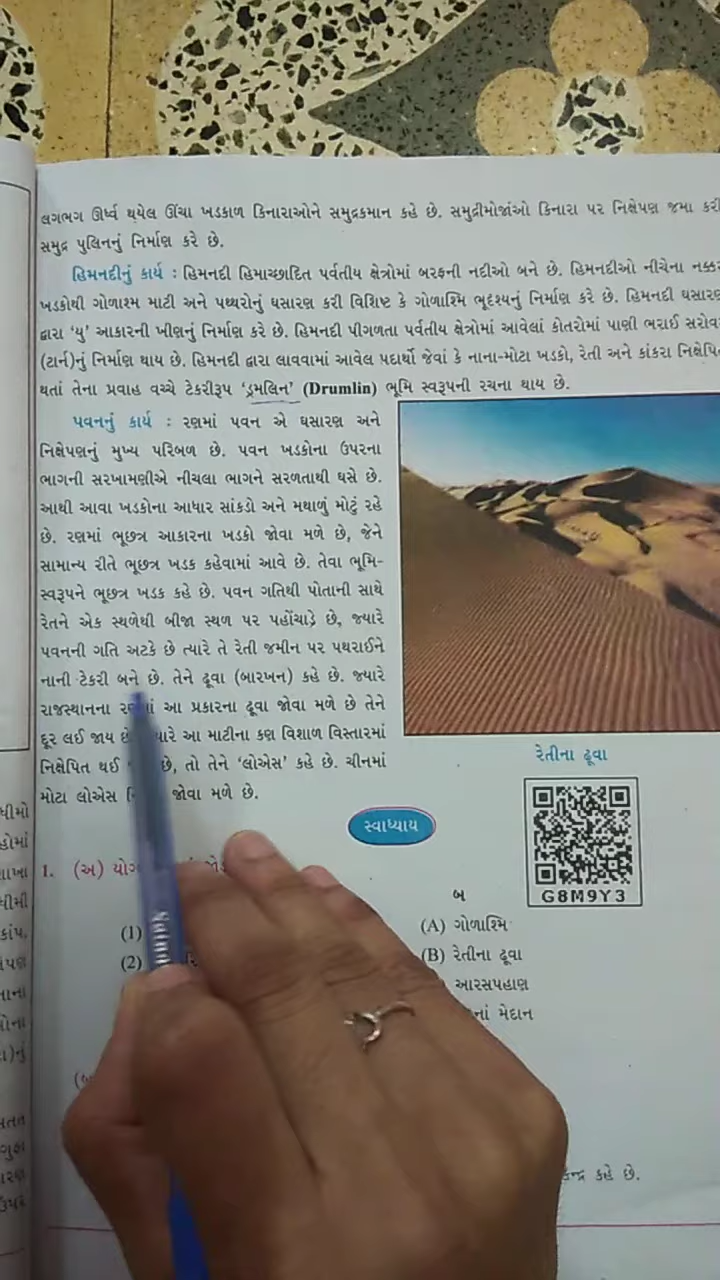 લગભગ ઊર્ધ્વ થયેલ ઊંચા ખડકાળ કિનારાઓને સમુદ્રકમાન કહે છે. સમુદ્રીમોજાંઓ કિનારા પર નિક્ષેપણ જમા કરી
સમુદ્ર પુલિનનું નિર્માણ કરે છે.
હિમનદીનું કાર્ય : હિમનદી હિમાચ્છાદિત પર્વતીય ક્ષેત્રોમાં બરફની નદીઓ બને છે. હિમનદીઓ નીચેના નક્કર
ખડકોથી ગોળાશ્મ માટી અને પથ્થરોનું ઘસારણ કરી વિશિષ્ટ કે ગોળાશ્મિ ભૂદૃશ્યનું નિર્માણ કરે છે. હિમનદી ઘસારણ
દ્વારા 'યુ' આકારની ખીણનું નિર્માણ કરે છે. હિમનદી પીગળતા પર્વતીય ક્ષેત્રોમાં આવેલાં કોતરોમાં પાણી ભરાઈ સરોવ
(ટાર્ન)નું નિર્માણ થાય છે. હિમનદી દ્વારા લાવવામાં આવેલ પદાર્થો જેવાં કે નાના-મોટા ખડકો, રેતી અને કાંકરા નિક્ષેપિ
થતાં તેના પ્રવાહ વચ્ચે ટેકરીરૂપ 'ડ્રમલિન' (Drumlin) ભૂમિ સ્વરૂપની રચના થાય છે.
પવનનું કાર્ય : રણમાં પવન એ ઘસારણ અને
નિક્ષેપણનું મુખ્ય પરિબળ છે. પવન ખડકોના ઉપરના
ભાગની સરખામણીએ નીચલા ભાગને સરળતાથી ઘસે છે.
આથી આવા ખડકોના આધાર સાંકડો અને મથાળું મોટું રહે
છે. રણમાં ભૂછત્ર આકારના ખડકો જોવા મળે છે, જેને
સામાન્ય રીતે ભૂછત્ર ખડક કહેવામાં આવે છે. તેવા ભૂમિ-
સ્વરૂપને ભૂછત્ર ખડક કહે છે. પવન ગતિથી પોતાની સાથે
રેતને એક સ્થળેથી બીજા સ્થળ પર પહોંચાડે છે, જ્યારે
પવનની ગતિ અટકે છે ત્યારે તે રેતી જમીન પર પથરાઈને
નાની ટેકરી બને છે. તેને ઢૂવા (બારખન) કહે છે. જ્યારે
રાજસ્થાનના આ પ્રકારના ઢૂવા જોવા મળે છે તેને
દૂર લઈ જાય આ માટીના કણ વિશાળ વિસ્તારમાં
નિક્ષેપિત થઈ છે, તો તેને 'લોએસ' કહે છે. ચીનમાં
મોટા લોએસ જોવા મળે છે.
રેતીના ઢૂવા
G8M9Y3
સ્વાધ્યાય
1. (અ)
બ
(1) (A) ગોળાશ્મિ
(2) (B) રેતીના ઢૂવા
આરસપહાણ
મેદાન
કહે છે.